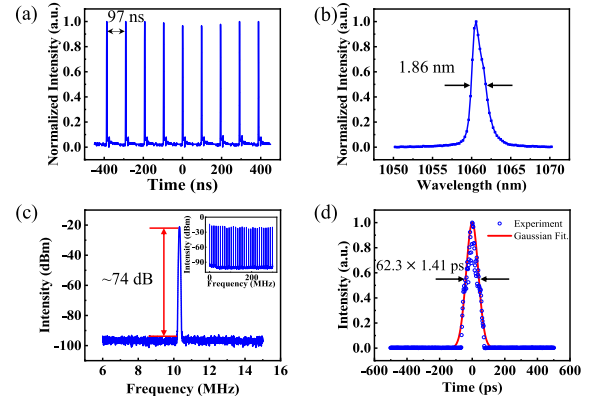 (a)
97 ns
Normalized Intensity (a.u.)
1.0
0.8
0.6
0.4
0.2
0.0
-400 -200 0 200 400
Time (ns)
(b)
1.86 nm
Normalized Intensity (a.u.)
1.0
0.8
0.6
0.4
0.2
0.0
1050 1055 1060 1065 1070
Wavelength (nm)
(c)
~74 dB
Intensity (dBm)
-20
-40
-60
-80
-100
6 8 10 12 14 16
Frequency (MHz)
Intensity (dBm)
0
-30
-60
-90
200
Frequency (MHz)
(d)
Experiment
Gaussian Fit.
62.3 × 1.41 ps
Intensity (a.u.)
1.0
0.8
0.6
0.4
0.2
0.0
-600 -400 -200 0 200 400 600
Time (ps)